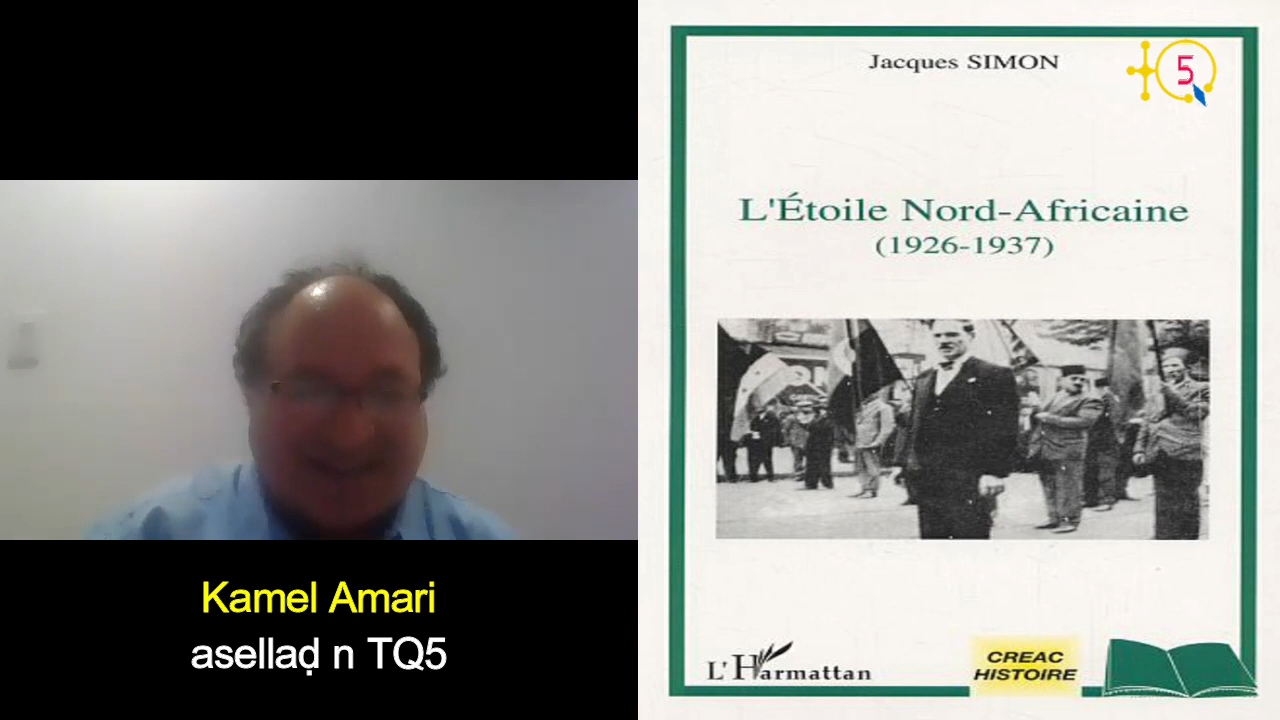 Kamel Amari
asellaḍ n TQ5
Jacques SIMON
5
L'Étoile Nord-Africaine
(1926-1937)
L'Harmattan
CREAC
HISTOIRE